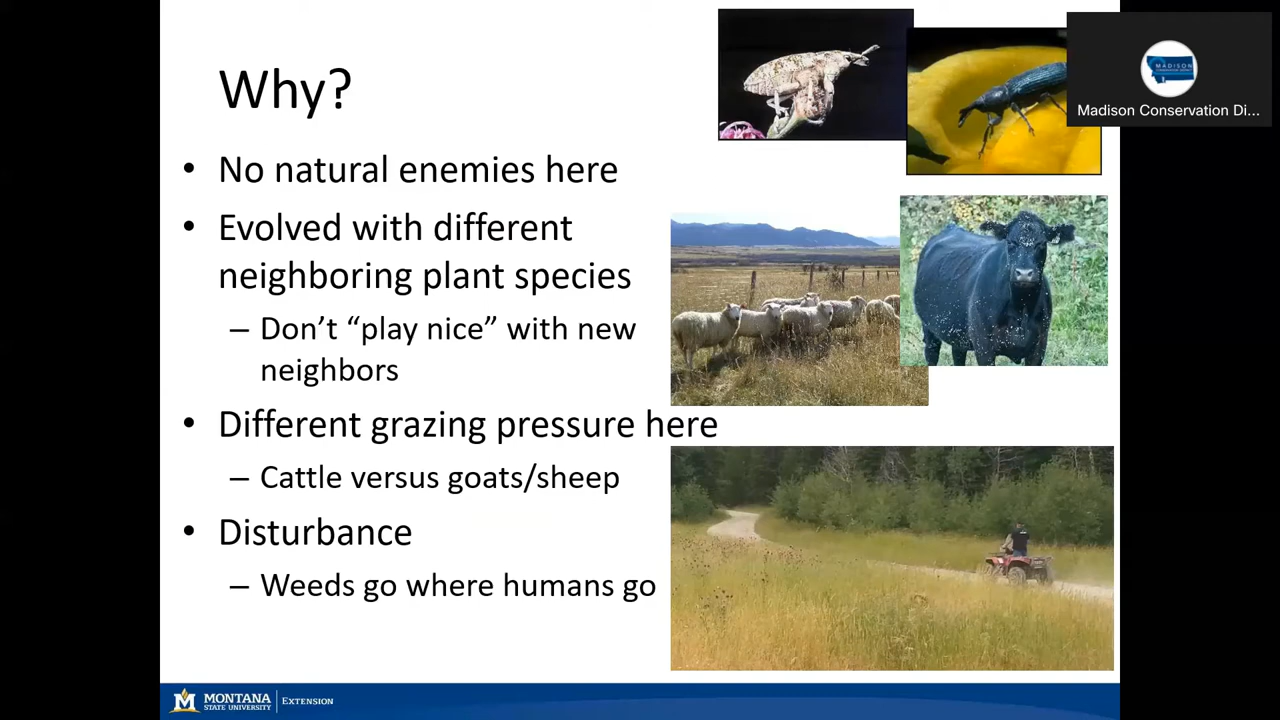 Why?
• No natural enemies here
• Evolved with different
neighboring plant species
– Don’t “play nice” with new
neighbors
• Different grazing pressure here
– Cattle versus goats/sheep
• Disturbance
– Weeds go where humans go
MADISON
Madison Conservation Di...
M MONTANA
STATE UNIVERSITY
EXTENSION